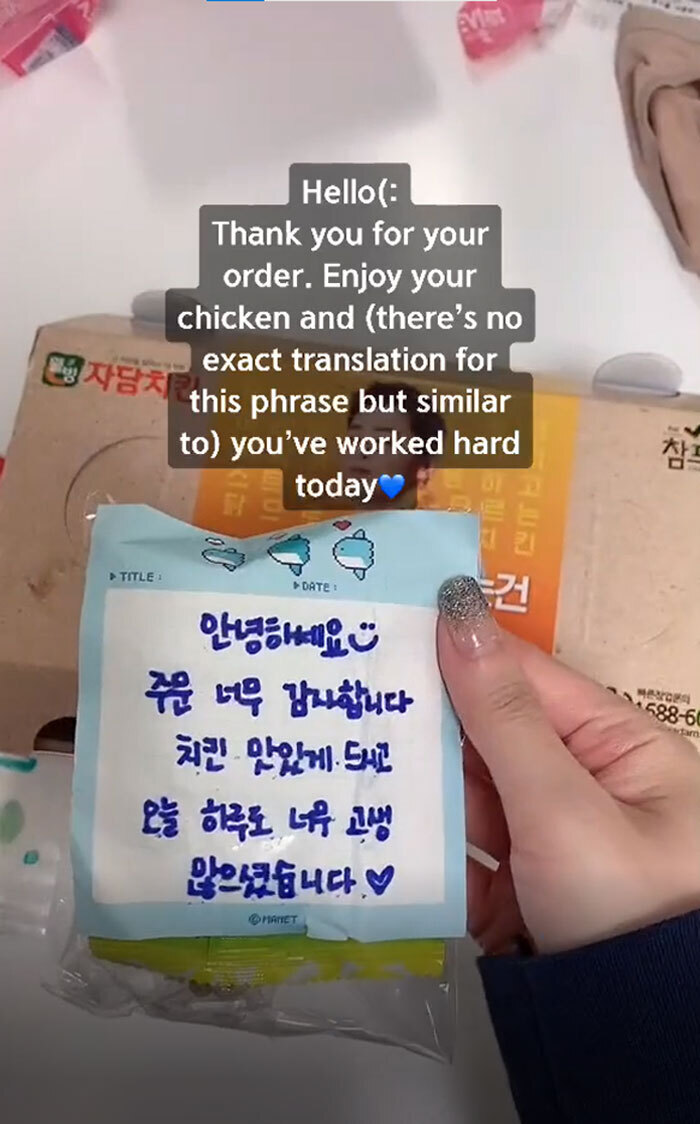 Hello(:
Thank you for your
order. Enjoy your
chicken and (there's no
exact translation for
this phrase but similar
to) you've worked hard
today💙
웰빙
자담치킨
▶TITLE :
▶DATE :
안녕하세요
주문 너무 감사합니다
치킨 맛있게 드시고
오늘 하루도 너무 고생
많으셨습니다♡
©MANET